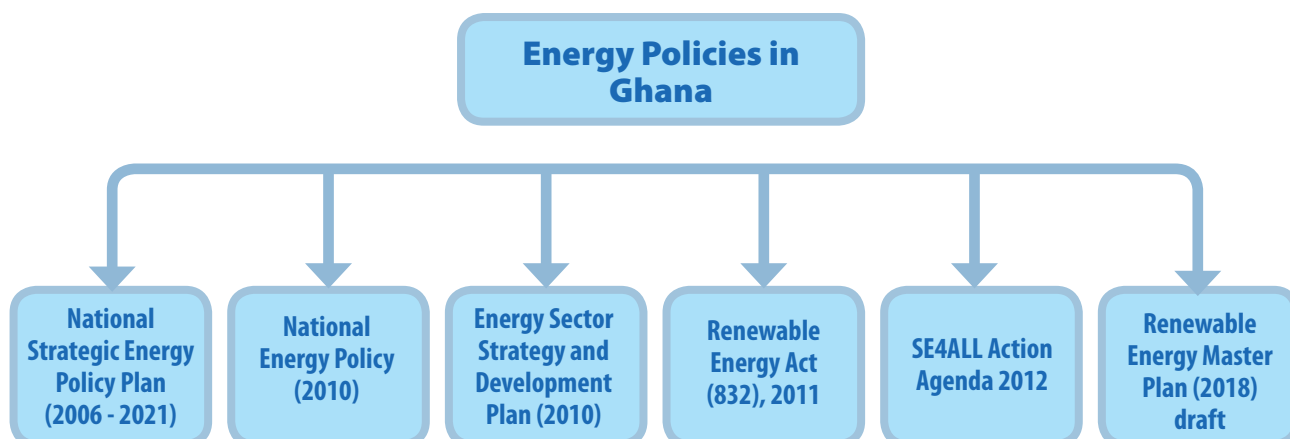 Energy Policies in
Ghana
National
Strategic Energy
Policy Plan
(2006 - 2021)
National
Energy Policy
(2010)
Energy Sector
Strategy and
Development
Plan (2010)
Renewable
Energy Act
(832), 2011
SE4ALL Action
Agenda 2012
Renewable
Energy Master
Plan (2018)
draft